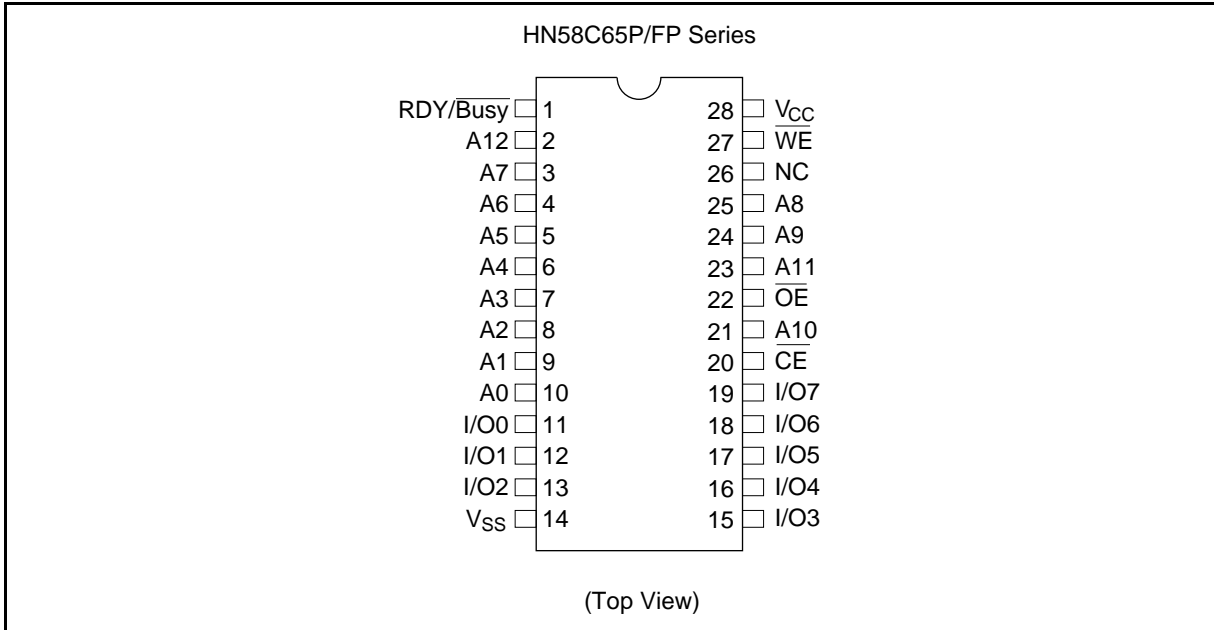 HN58C65P/FP Series
RDY/Busy 1 28 VCC
A12 2 27 WE
A7 3 26 NC
A6 4 25 A8
A5 5 24 A9
A4 6 23 A11
A3 7 22 OE
A2 8 21 A10
A1 9 20 CE
A0 10 19 I/O7
I/O0 11 18 I/O6
I/O1 12 17 I/O5
I/O2 13 16 I/O4
VSS 14 15 I/O3
(Top View)